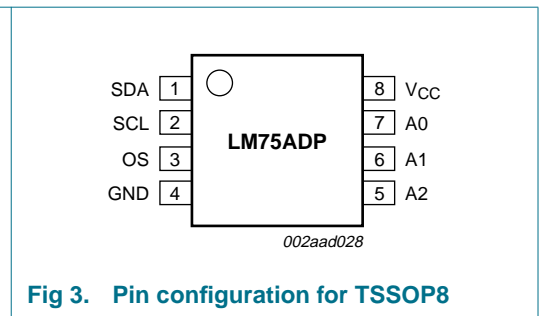 SDA 1 8 VCC
SCL 2 7 A0
LM75ADP
OS 3 6 A1
GND 4 5 A2
002aad028
Fig 3. Pin configuration for TSSOP8